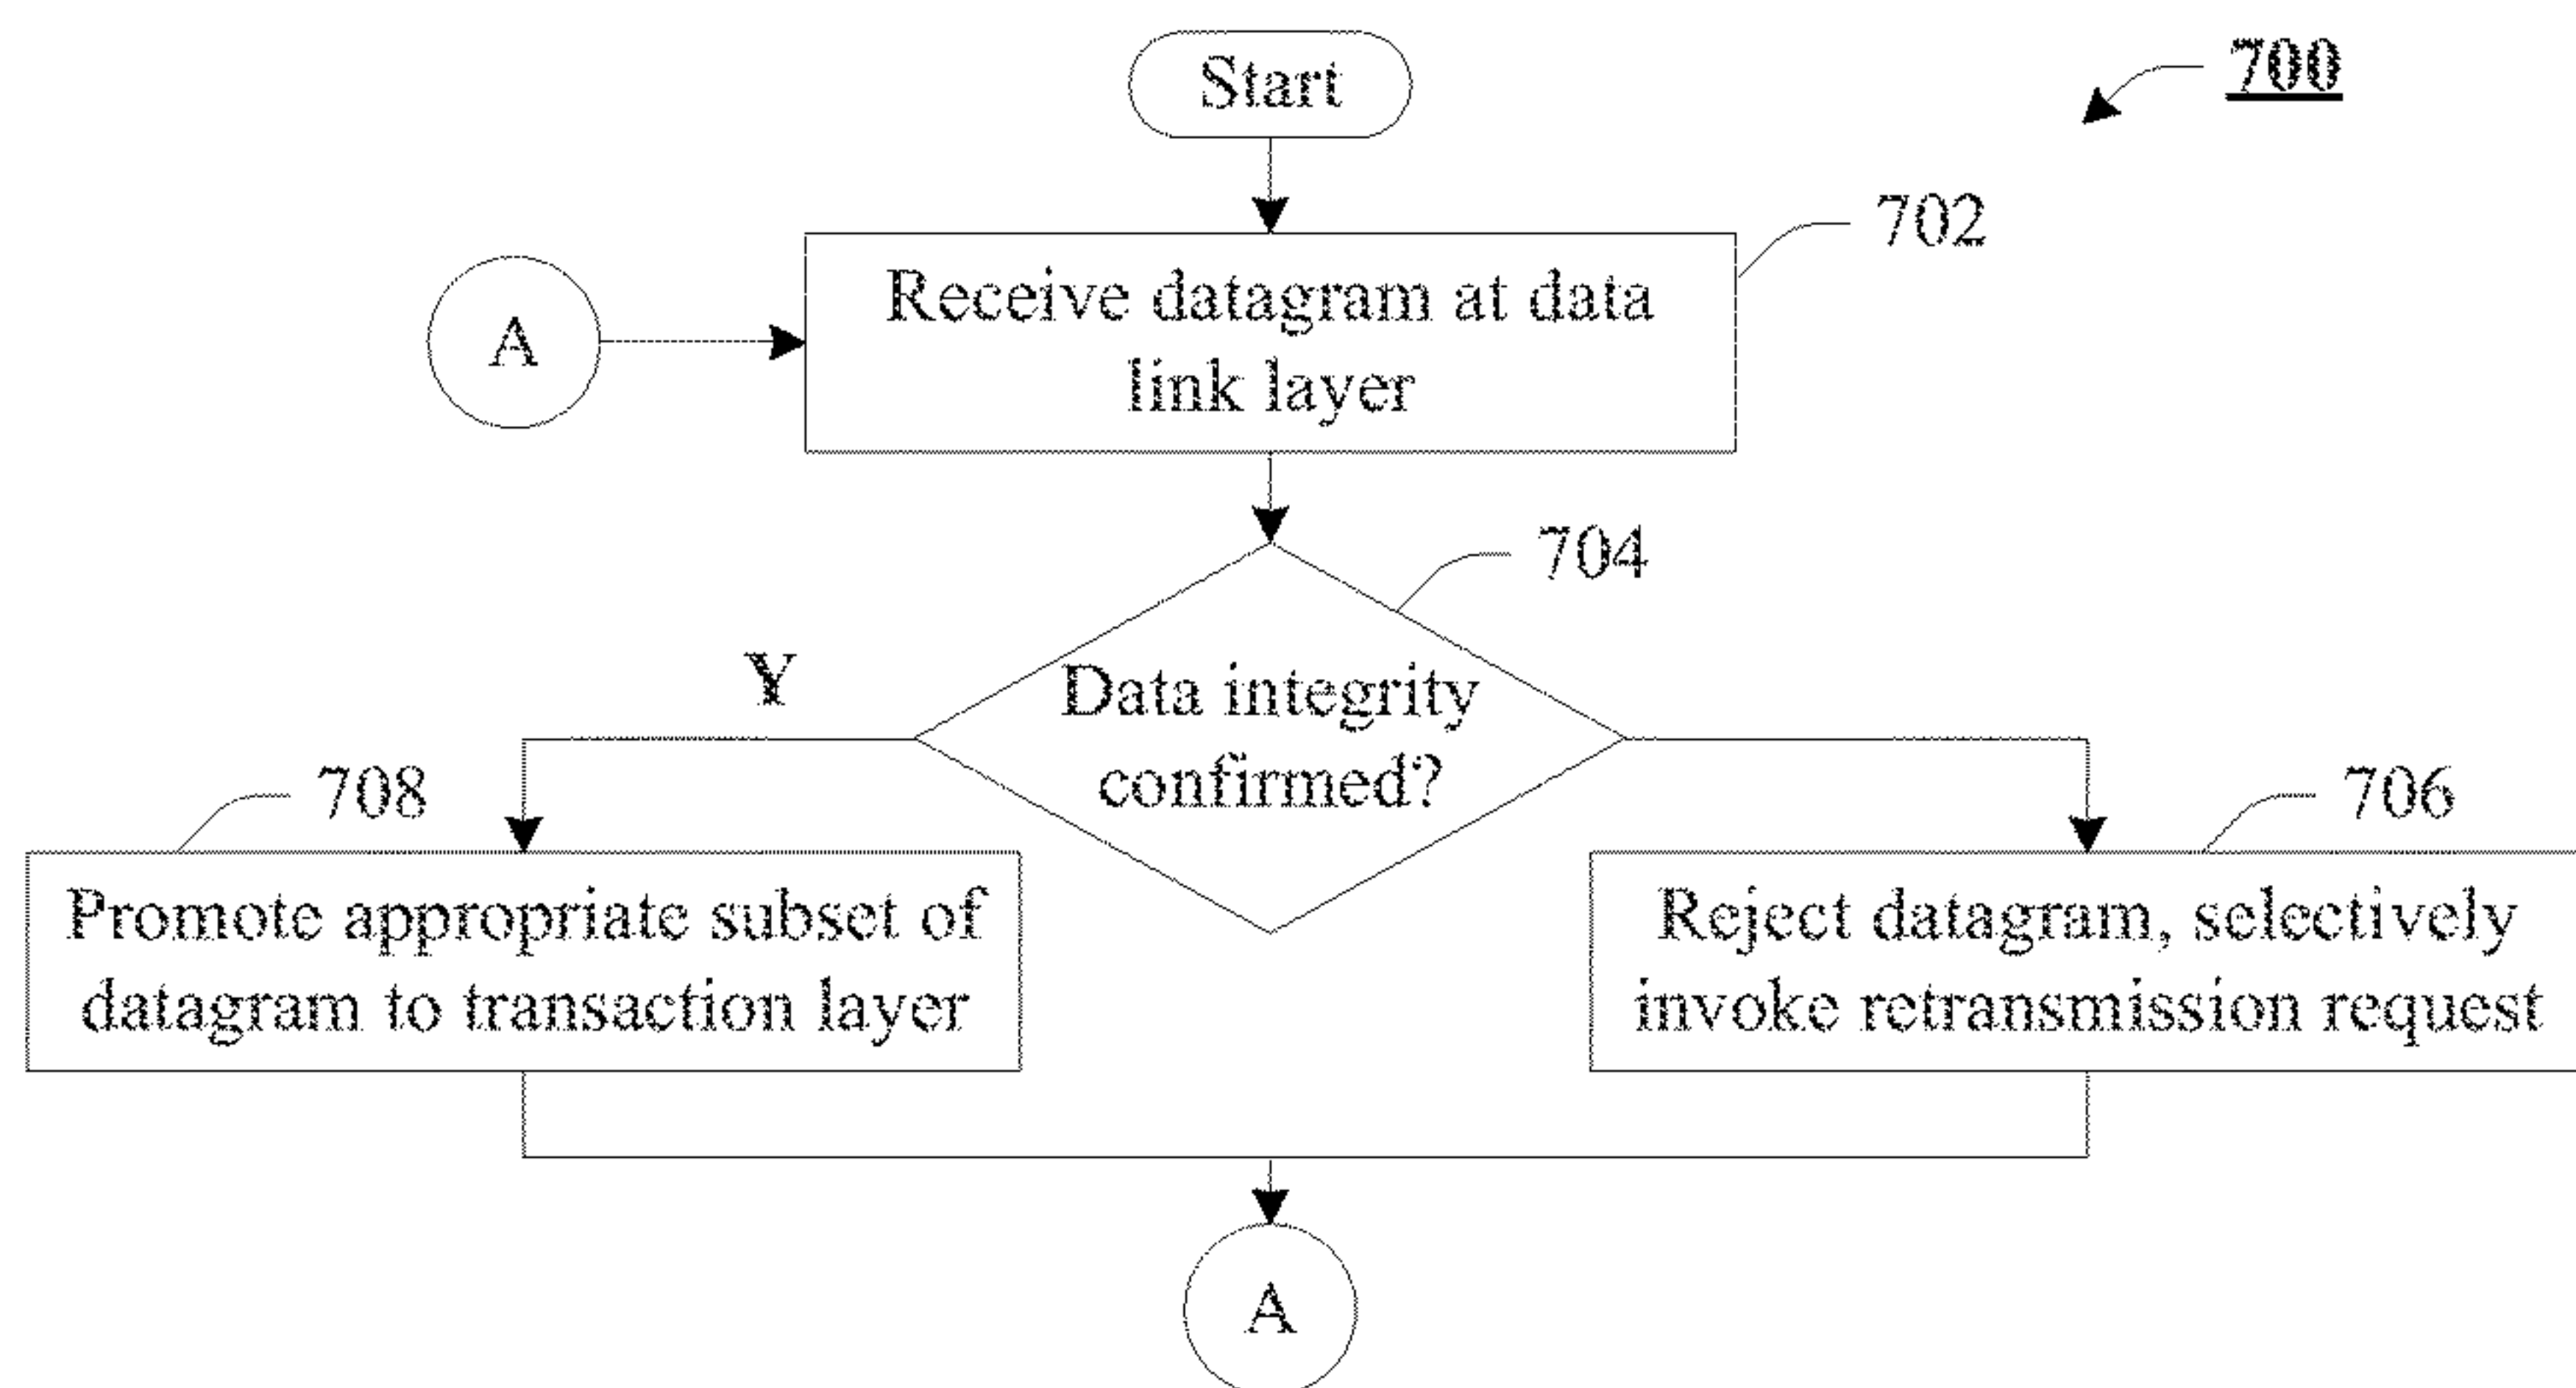 Start
700
702
Receive datagram at data
link layer
A
704
Y
Data integrity
confirmed?
708
706
Promote appropriate subset of
datagram to transaction layer
Reject datagram, selectively
invoke retransmission request
A